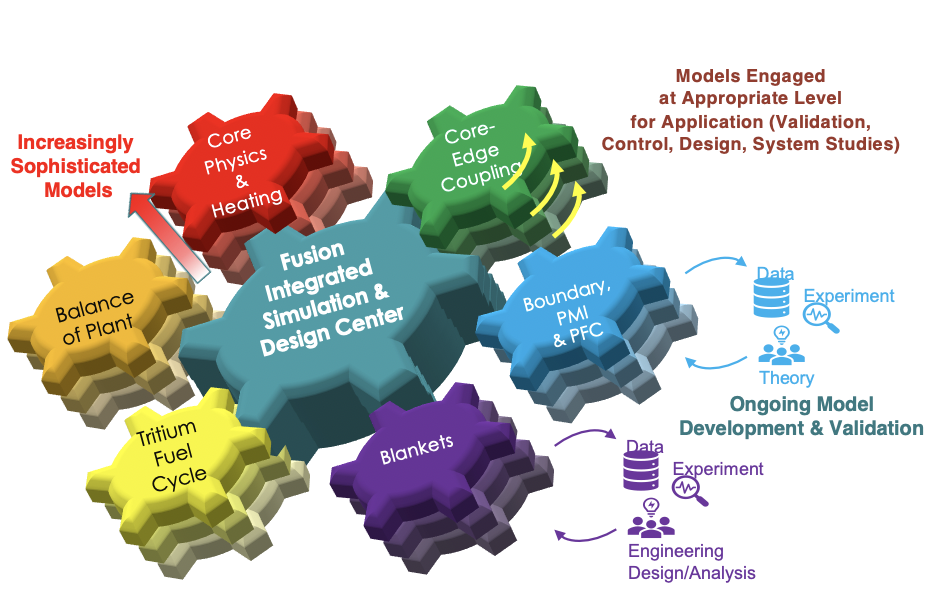 Models Engaged
at Appropriate Level
for Application (Validation,
Control, Design, System Studies)
Increasingly
Sophisticated
Models
Core
Physics
&
Heating
Core-
Edge
Coupling
Fusion
Integrated
Simulation &
Design Center
Balance
of Plant
Boundary,
PMI
& PFC
Data
Experiment
Theory
Ongoing Model
Development & Validation
Tritium
Fuel
Cycle
Blankets
Data
Experiment
Engineering
Design/Analysis